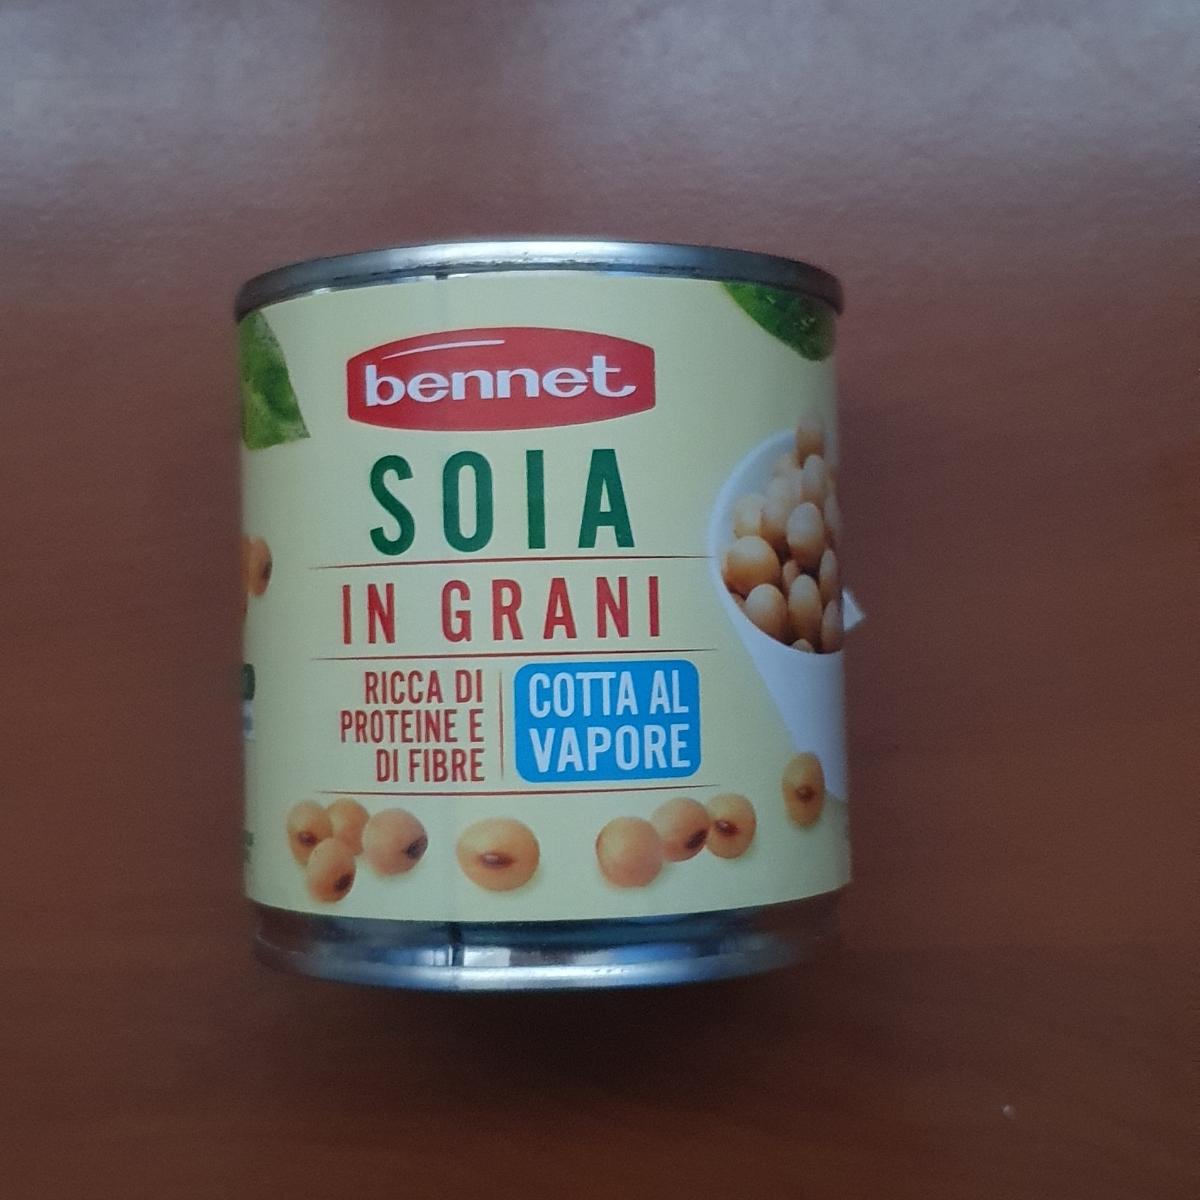 bennet
SOIA
IN GRANI
RICCA DI
PROTEINE E
DI FIBRE
COTTA AL
VAPORE